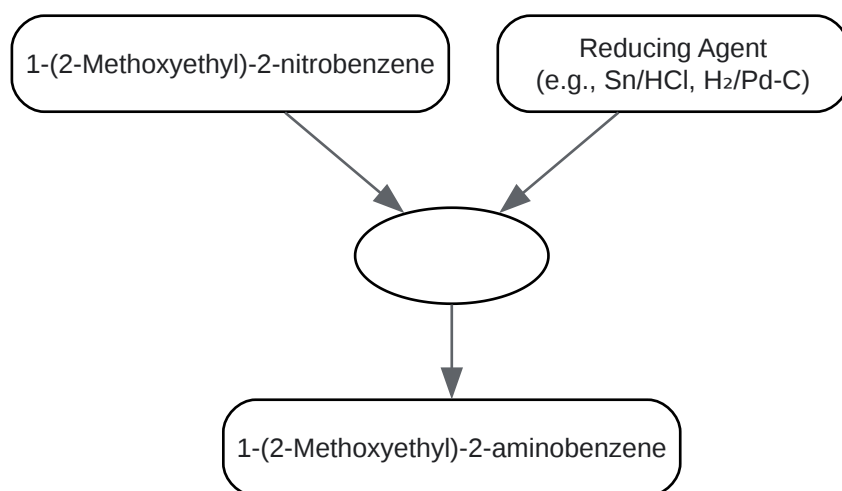 1-(2-Methoxyethyl)-2-nitrobenzene
Reducing Agent
(e.g., Sn/HCl, H₂/Pd-C)
1-(2-Methoxyethyl)-2-aminobenzene